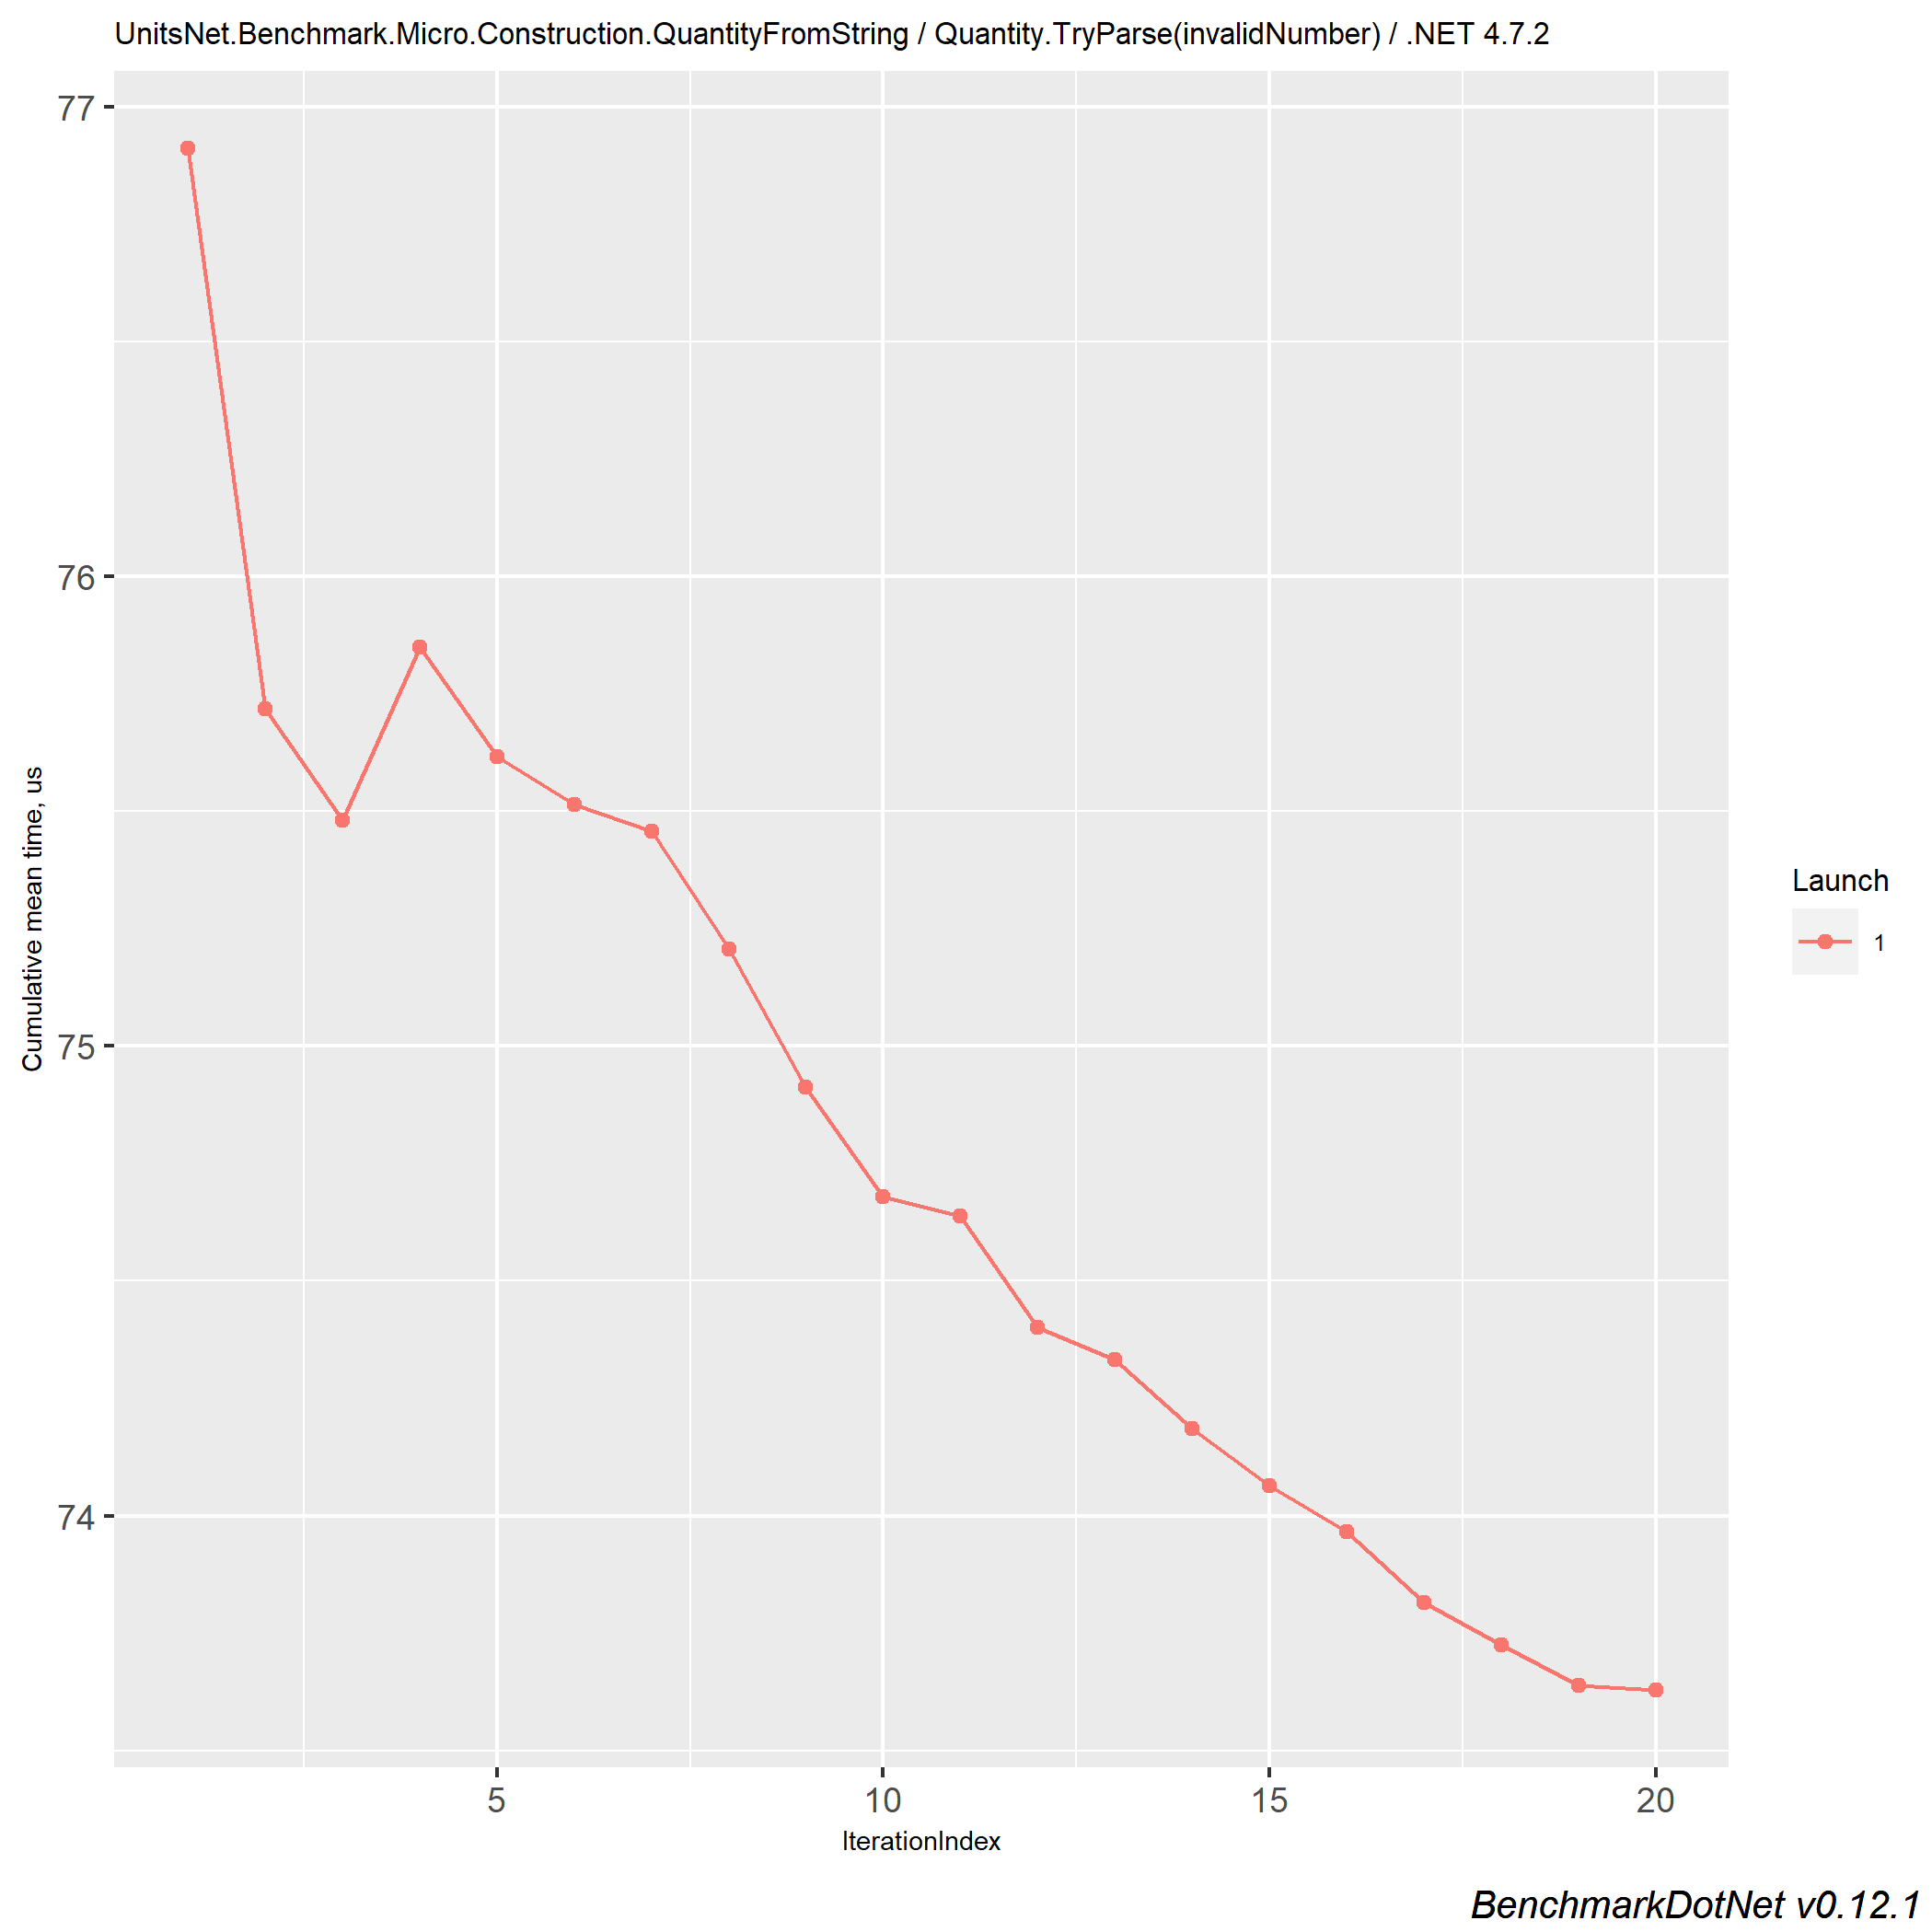 UnitsNet.Benchmark.Micro.Construction.QuantityFromString / Quantity.TryParse(invalidNumber) / .NET 4.7.2
77
76
75
74
Cumulative mean time, us
Launch
1
5 10 15 20
IterationIndex
BenchmarkDotNet v0.12.1